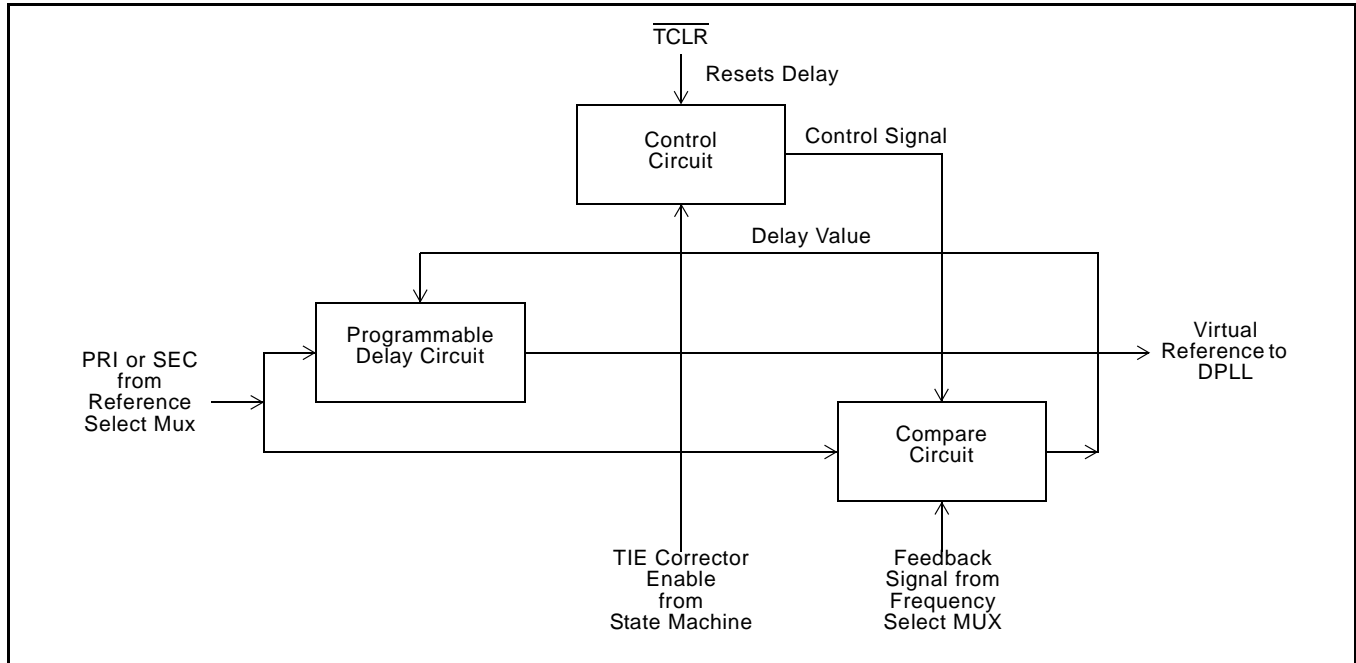 TCLR
Resets Delay
Control
Circuit
Control Signal
Delay Value
Programmable
Delay Circuit
PRI or SEC
from
Reference
Select Mux
Virtual
Reference to
DPLL
Compare
Circuit
TIE Corrector
Enable
from
State Machine
Feedback
Signal from
Frequency
Select MUX